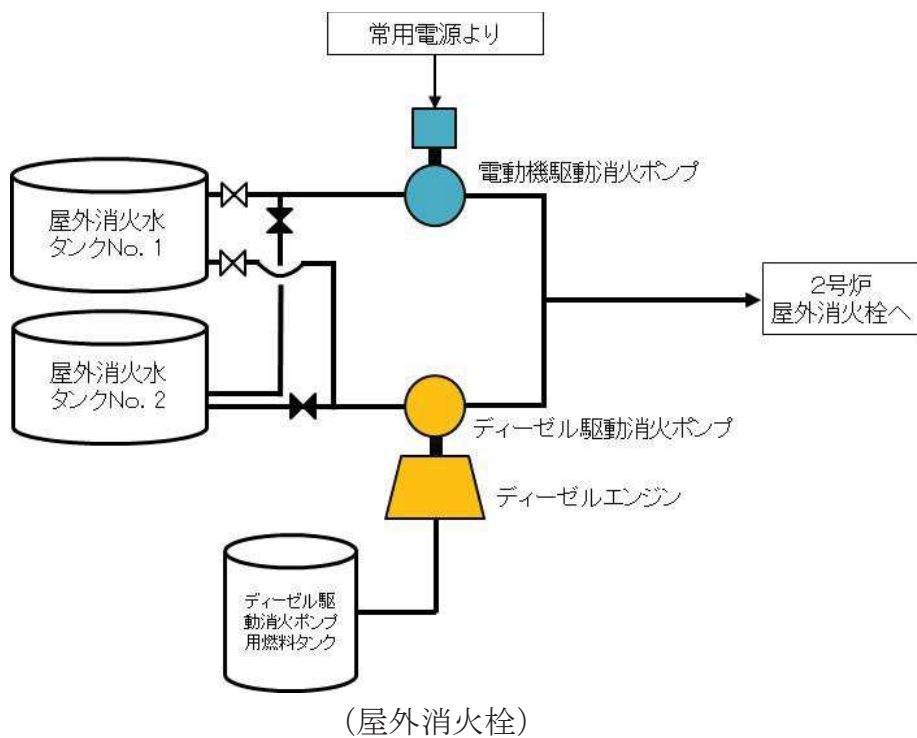 常用電源より
電動機駆動消火ポンプ
屋外消火水
タンクNo. 1
2号炉
屋外消火栓へ
屋外消火水
タンクNo. 2
ディーゼル駆動消火ポンプ
ディーゼルエンジン
ディーゼル駆
動消火ポンプ
用燃料タンク
(屋外消火栓)